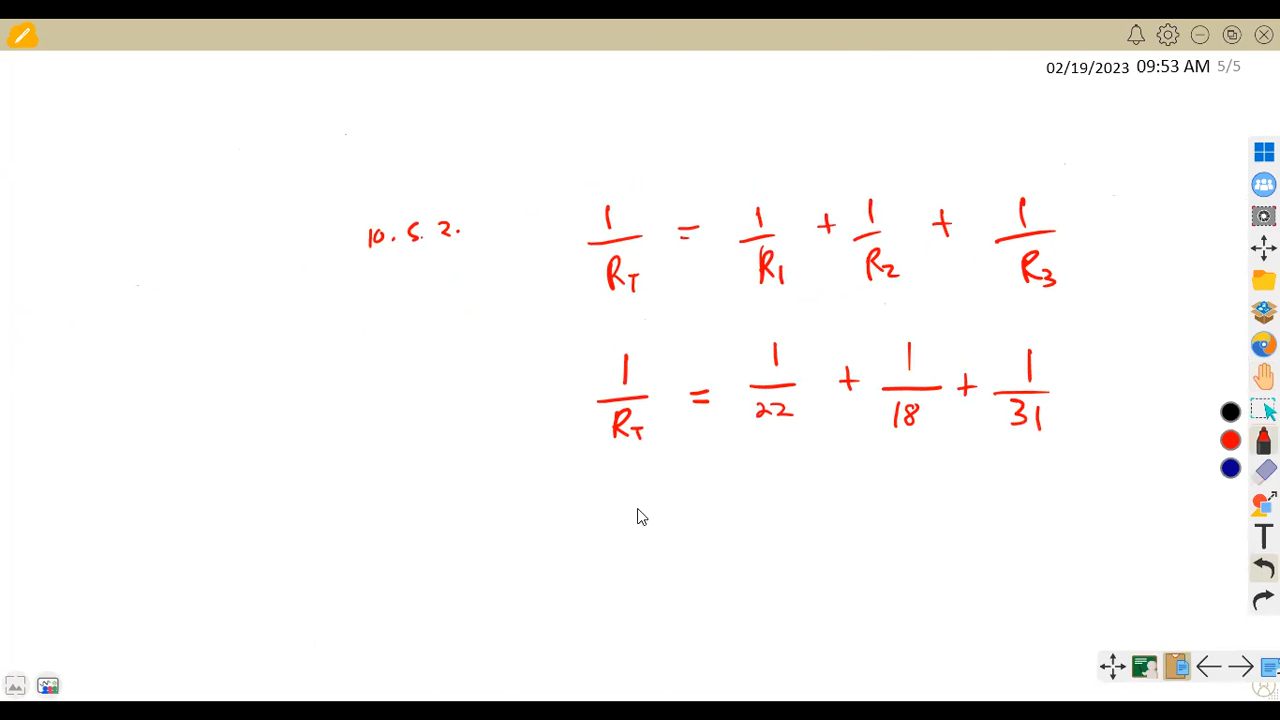 02/19/2023 09:53 AM 5/5
10.5.2. 1/R_T = 1/R_1 + 1/R_2 + 1/R_3
1/R_T = 1/22 + 1/18 + 1/31
T